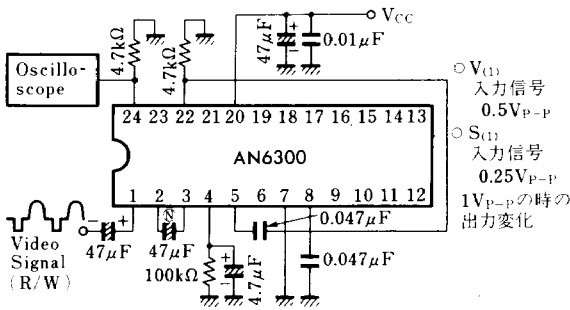 VCC
4.7kΩ
4.7kΩ
47μF
+
−
0.01μF
Oscillo-
scope
24 23 22 21 20 19 18 17 16 15 14 13
AN6300
1 2 3 4 5 6 7 8 9 10 11 12
○ V(1)
入力信号
0.5VP−P
○ S(1)
入力信号
0.25VP−P
1VP−Pの時の
出力変化
Video
Signal
(R/W)
− +
47μF
N
47μF
100kΩ
+
−
4.7μF
0.047μF
0.047μF